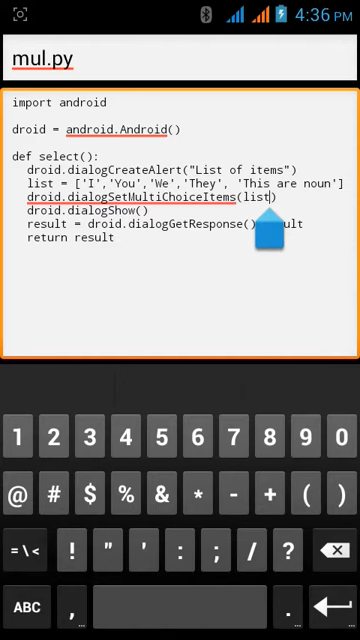 4:36 PM
mul.py
import android
droid = android.Android()
def select():
droid.dialogCreateAlert("List of items")
list = ['I','You','We','They', 'This are noun']
droid.dialogSetMultiChoiceItems(list)
droid.dialogShow()
result = droid.dialogGetResponse()
return result
1 2 3 4 5 6 7 8 9 0
@ # $ % & * - + ( )
= \ < ! " ' : ; / ?
ABC , ... . ... ...